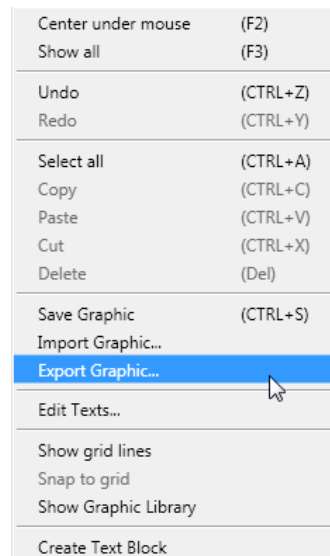 Center under mouse (F2)
Show all (F3)
Undo (CTRL+Z)
Redo (CTRL+Y)
Select all (CTRL+A)
Copy (CTRL+C)
Paste (CTRL+V)
Cut (CTRL+X)
Delete (Del)
Save Graphic (CTRL+S)
Import Graphic...
Export Graphic...
Edit Texts...
Show grid lines
Snap to grid
Show Graphic Library
Create Text Block